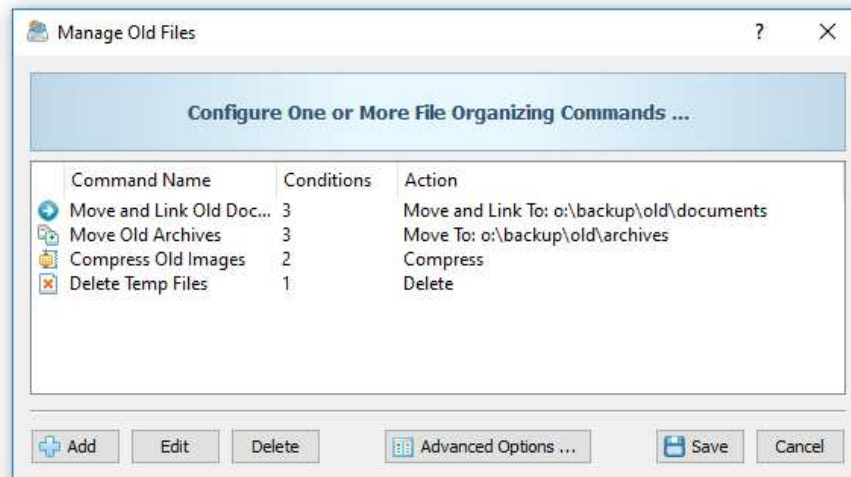 Manage Old Files ?
Configure One or More File Organizing Commands ...
Command Name Conditions Action
Move and Link Old Doc... 3 Move and Link To: o:\backup\old\documents
Move Old Archives 3 Move To: o:\backup\old\archives
Compress Old Images 2 Compress
Delete Temp Files 1 Delete
Add Edit Delete Advanced Options ... Save Cancel